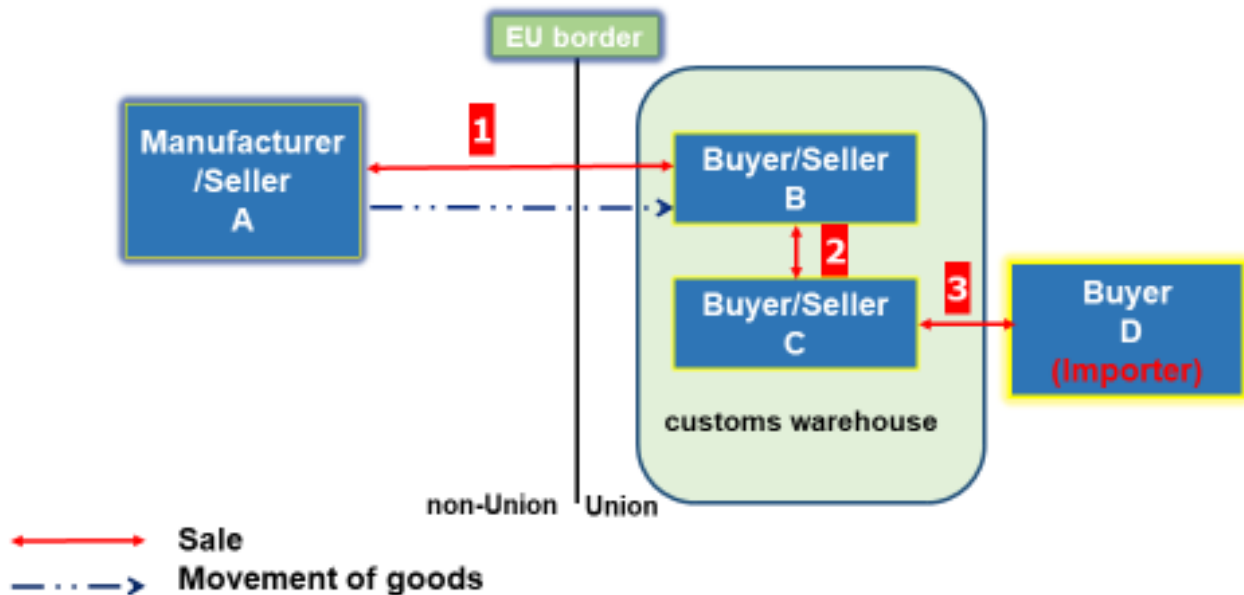 EU border
1
Manufacturer
/Seller
A
Buyer/Seller
B
2
Buyer/Seller
C
3
Buyer
D
(Importer)
customs warehouse
non-Union
Union
Sale
Movement of goods